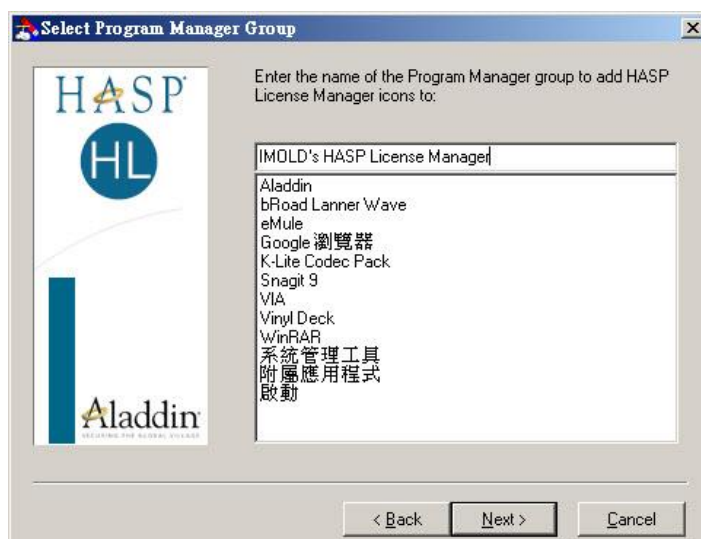 Select Program Manager Group
HASP
HL
Aladdin
SECURING THE GLOBAL VILLAGE
Enter the name of the Program Manager group to add HASP
License Manager icons to:
IMOLD's HASP License Manager
Aladdin
bRoad Lanner Wave
eMule
Google 瀏覽器
K-Lite Codec Pack
Snagit 9
VIA
Vinyl Deck
WinRAR
系統管理工具
附屬應用程式
啟動
< Back
Next >
Cancel